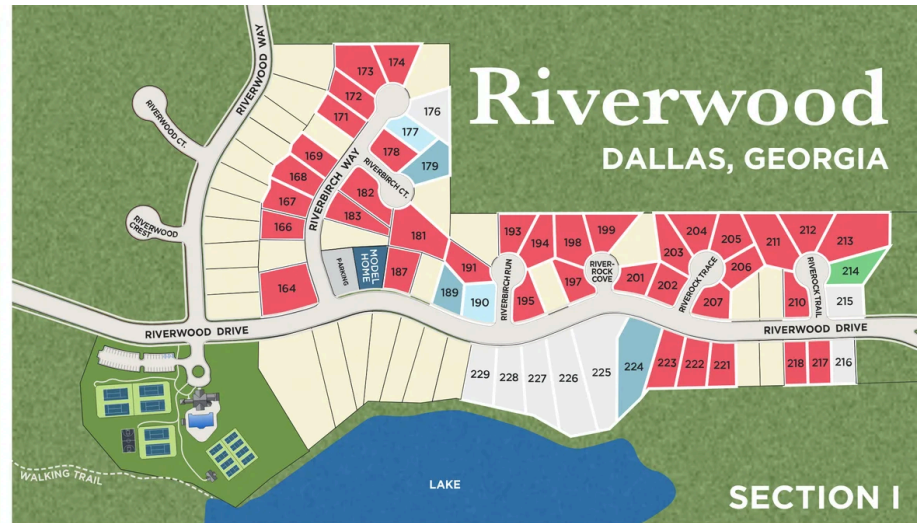 Riverwood
DALLAS, GEORGIA
RIVERWOOD WAY
RIVERWOOD CT.
RIVERWOOD
CREST
RIVERBIRCH WAY
RIVERBIRCH CT.
173
174
172
171
176
177
178
179
169
168
167
166
182
183
181
164
PARKING
MODEL
HOME
187
191
189
190
193
194
198
199
195
197
RIVERBIRCH RUN
RIVER-
ROCK
COVE
201
202
203
204
205
206
207
RIVEROCK TRACE
211
212
213
214
210
215
RIVEROCK TRAIL
RIVERWOOD DRIVE
RIVERWOOD DRIVE
229
228
227
226
225
224
223
222
221
218
217
216
WALKING TRAIL
LAKE
SECTION I